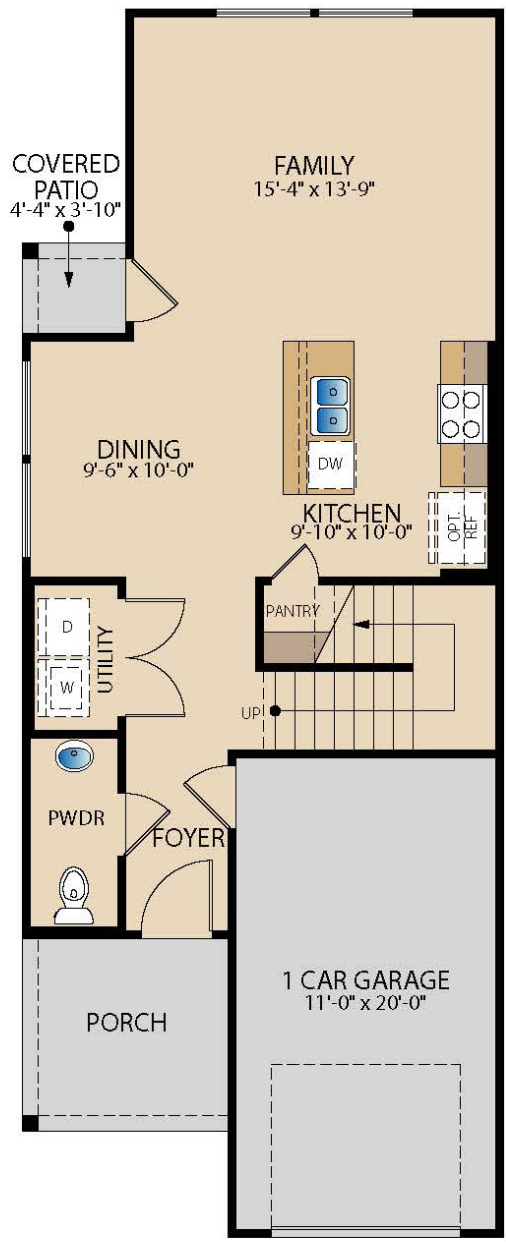 FAMILY
15'-4" x 13'-9"
COVERED
PATIO
4'-4" x 3'-10"
DINING
9'-6" x 10'-0"
DW
KITCHEN
9'-10" x 10'-0"
OPT.
REF
PANTRY
D
W
UTILITY
UP
PWDR
FOYER
1 CAR GARAGE
11'-0" x 20'-0"
PORCH